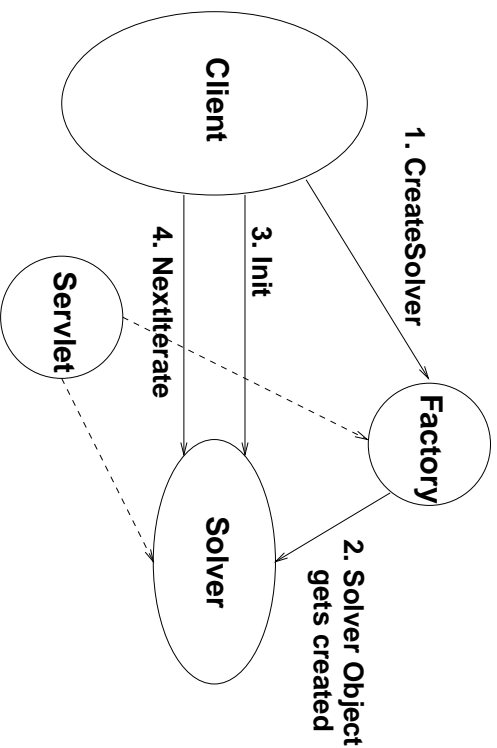 1. CreateSolver
Factory
2. Solver Object
gets created
Client
3. Init
4. NextIterate
Solver
Servlet